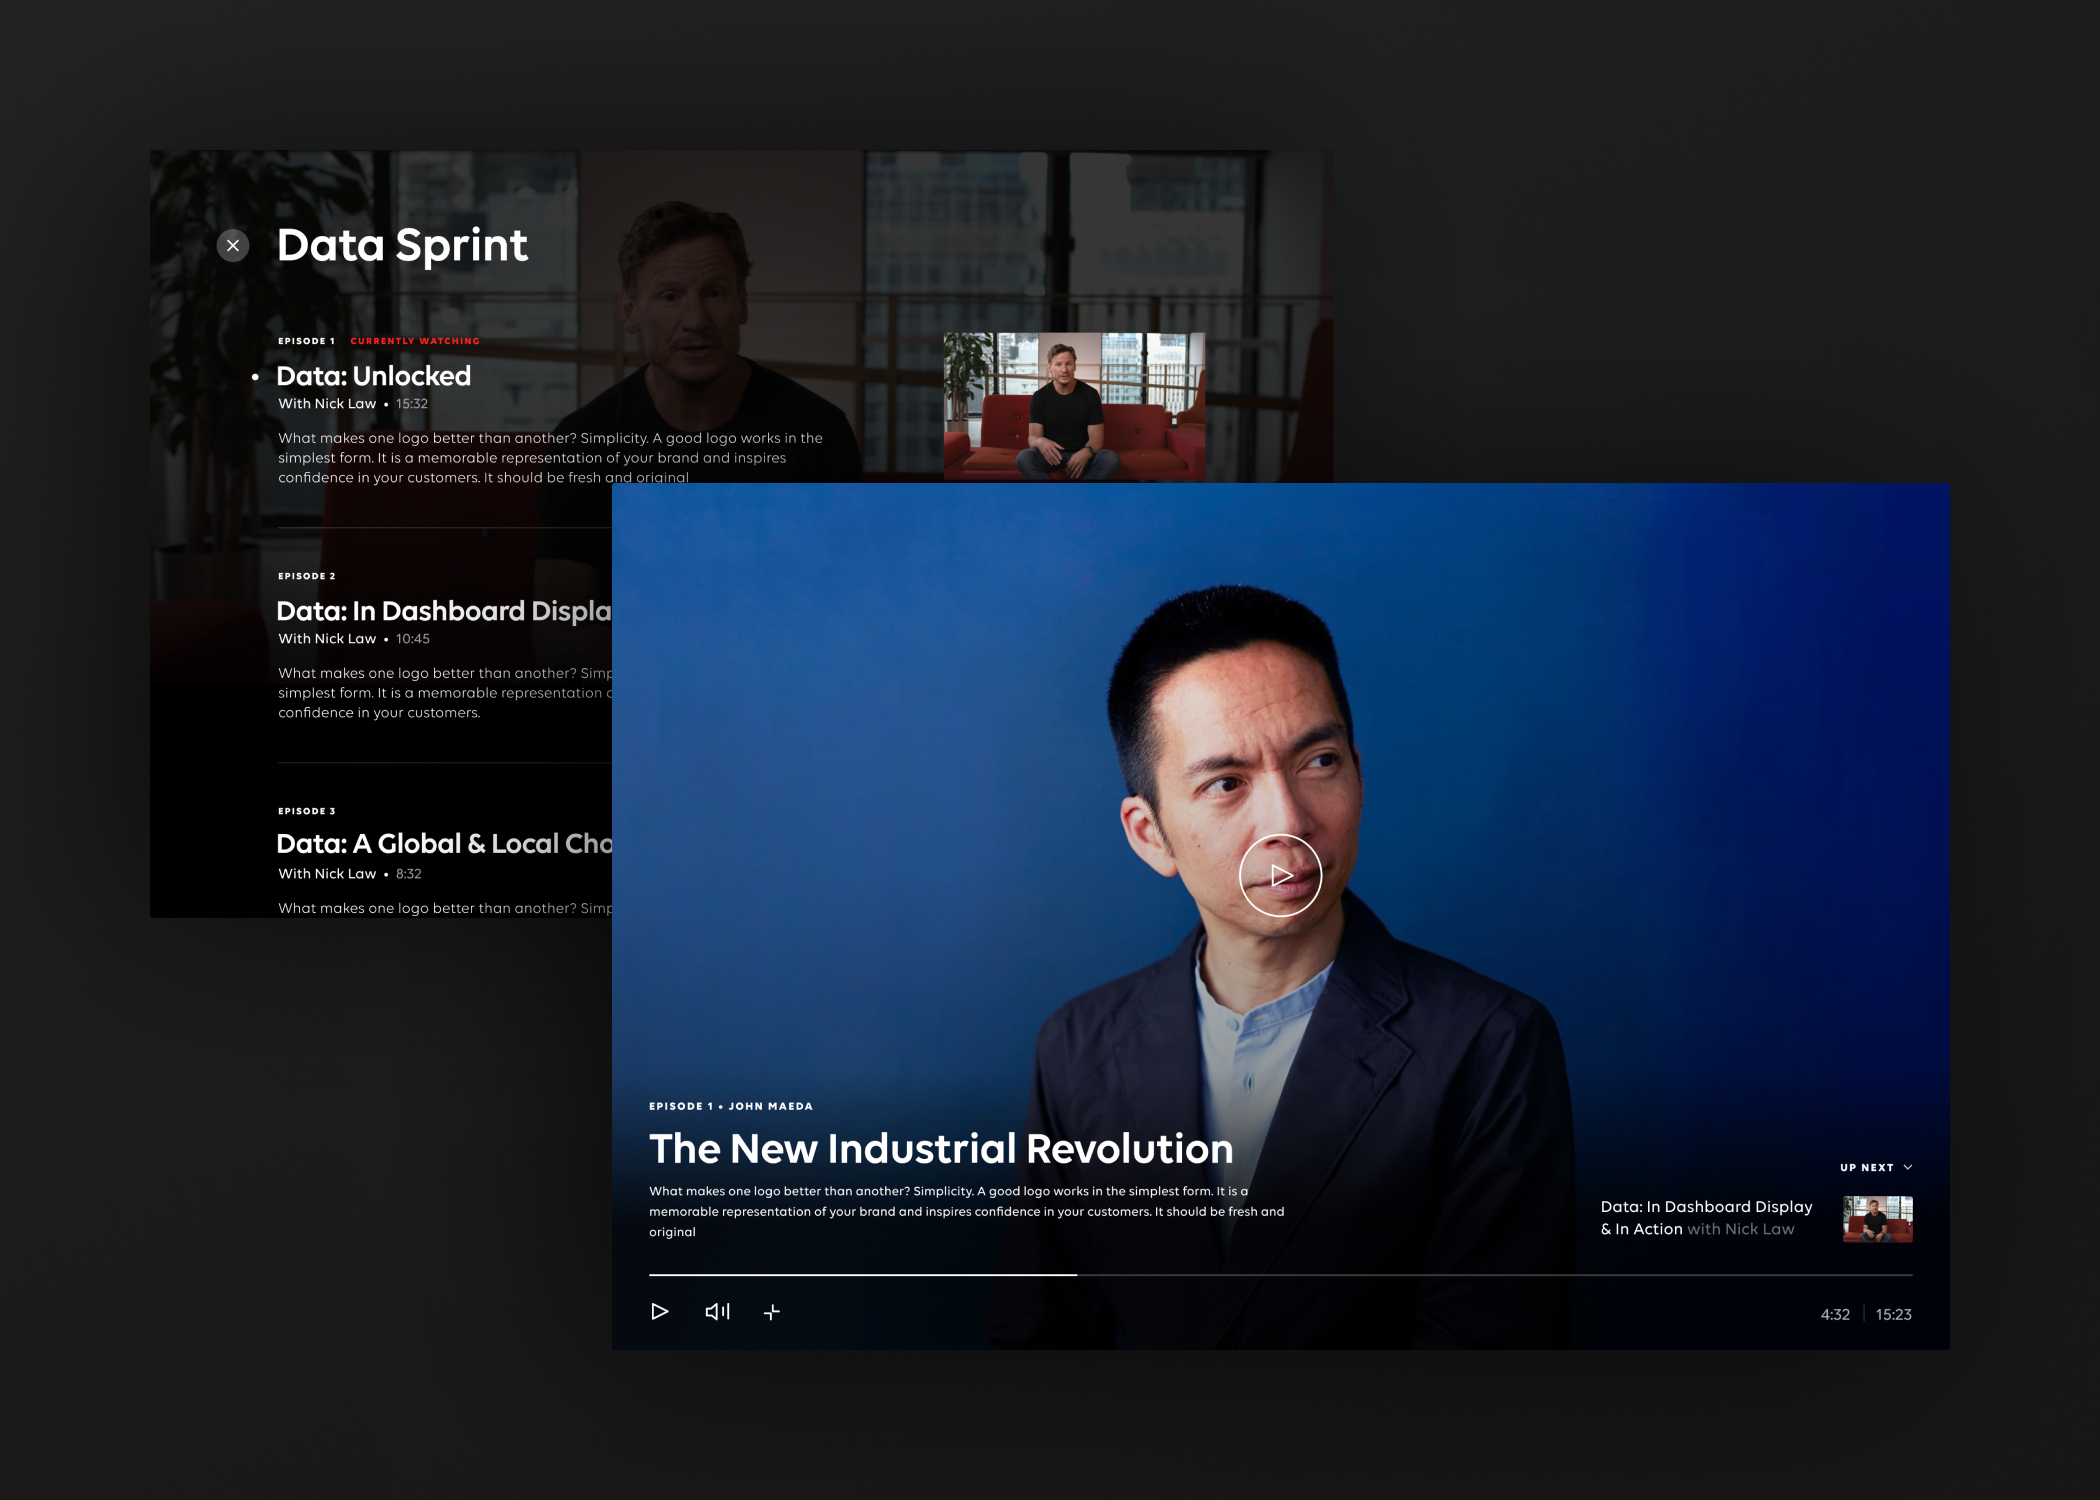 Data Sprint
EPISODE 1 CURRENTLY WATCHING
Data: Unlocked
With Nick Law • 15:32
What makes one logo better than another? Simplicity. A good logo works in the
simplest form. It is a memorable representation of your brand and inspires
confidence in your customers. It should be fresh and original
EPISODE 2
Data: In Dashboard Displa
With Nick Law • 10:45
What makes one logo better than another? Simp
simplest form. It is a memorable representation
confidence in your customers.
EPISODE 3
Data: A Global & Local Cho
With Nick Law • 8:32
What makes one logo better than another? Simp
EPISODE 1 • JOHN MAEDA
The New Industrial Revolution
What makes one logo better than another? Simplicity. A good logo works in the simplest form. It is a
memorable representation of your brand and inspires confidence in your customers. It should be fresh and
original
UP NEXT
Data: In Dashboard Display
& In Action with Nick Law
4:32 | 15:23